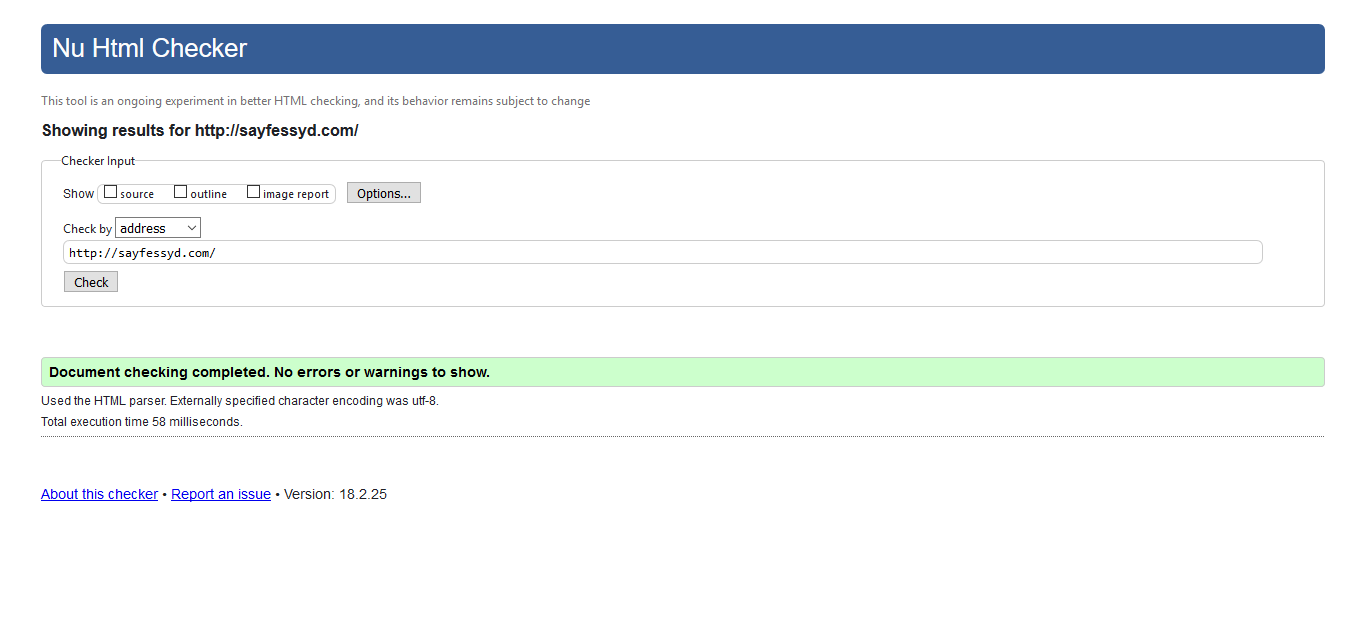 Nu Html Checker
This tool is an ongoing experiment in better HTML checking, and its behavior remains subject to change
Showing results for http://sayfessyd.com/
Checker Input
Show source outline image report Options...
Check by address
http://sayfessyd.com/
Check
Document checking completed. No errors or warnings to show.
Used the HTML parser. Externally specified character encoding was utf-8.
Total execution time 58 milliseconds.
About this checker • Report an issue • Version: 18.2.25